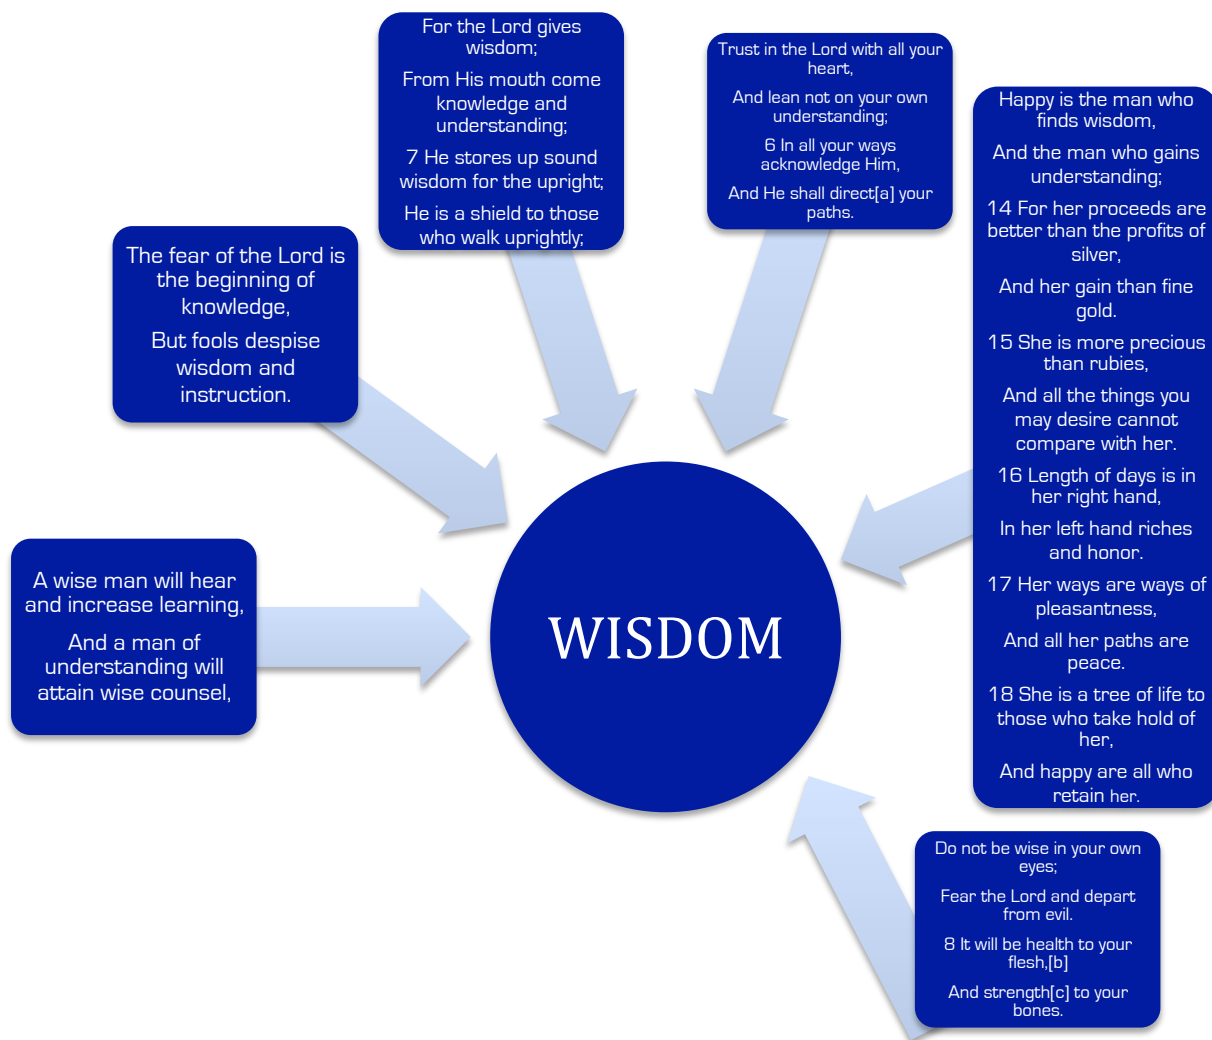 For the Lord gives
wisdom;
From His mouth come
knowledge and
understanding;
7 He stores up sound
wisdom for the upright;
He is a shield to those
who walk uprightly;
Trust in the Lord with all your
heart,
And lean not on your own
understanding;
6 In all your ways
acknowledge Him,
And He shall direct[a] your
paths.
Happy is the man who
finds wisdom,
And the man who gains
understanding;
14 For her proceeds are
better than the profits of
silver,
And her gain than fine
gold.
15 She is more precious
than rubies,
And all the things you
may desire cannot
compare with her.
16 Length of days is in
her right hand,
In her left hand riches
and honor.
17 Her ways are ways of
pleasantness,
And all her paths are
peace.
18 She is a tree of life to
those who take hold of
her,
And happy are all who
retain her.
The fear of the Lord is
the beginning of
knowledge,
But fools despise
wisdom and
instruction.
A wise man will hear
and increase learning,
And a man of
understanding will
attain wise counsel,
WISDOM
Do not be wise in your own
eyes;
Fear the Lord and depart
from evil.
8 It will be health to your
flesh,[b]
And strength[c] to your
bones.